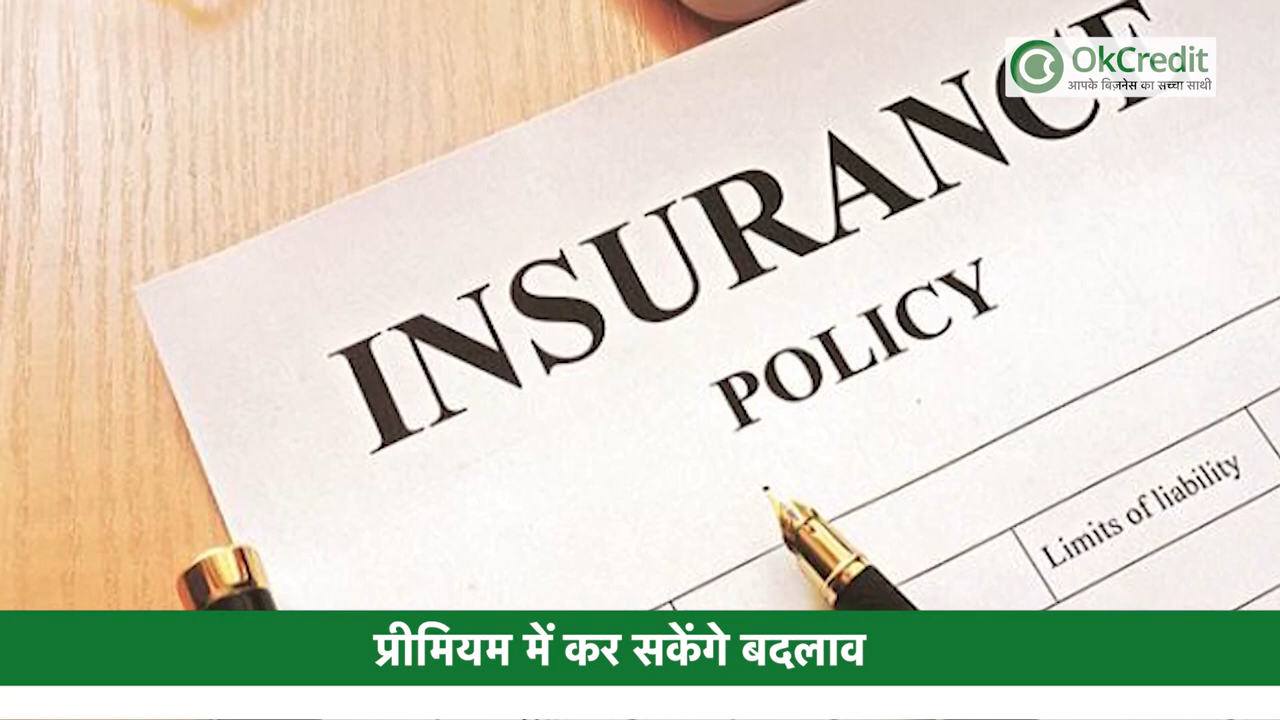 OkCredit
आपके बिज़नेस का सच्चा साथी
INSURANCE
POLICY
Limits of liability
प्रीमियम में कर सकेंगे बदलाव